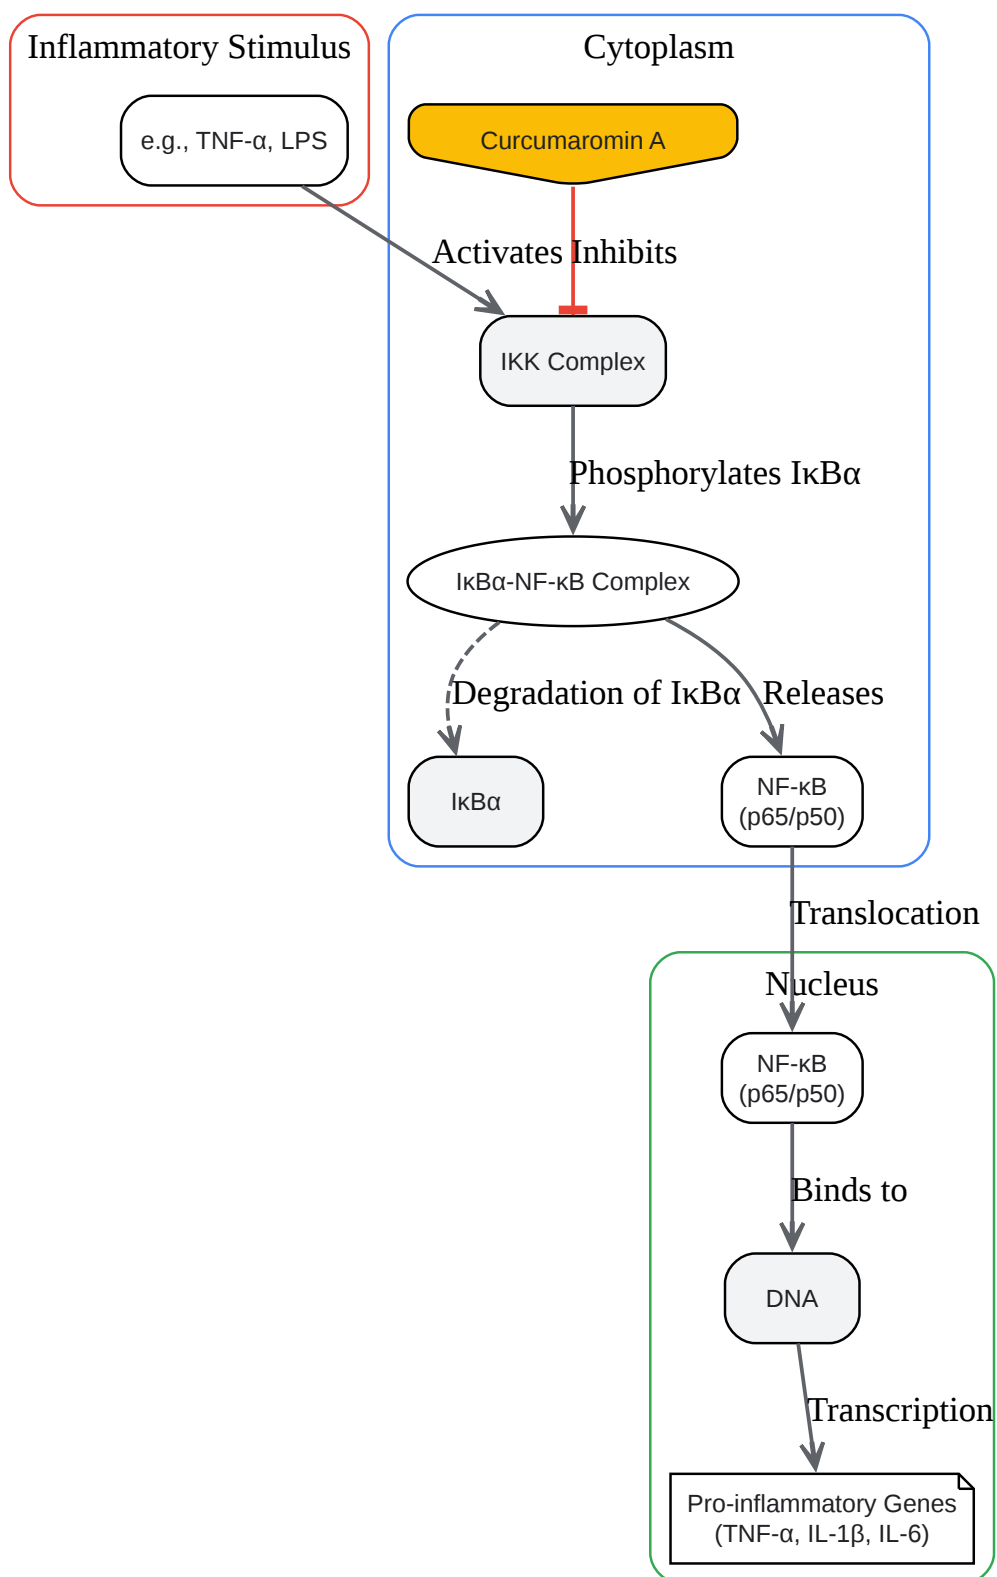 Inflammatory Stimulus
e.g., TNF-α, LPS
Cytoplasm
Curcumaromin A
Activates
Inhibits
IKK Complex
Phosphorylates IκBα
IκBα-NF-κB Complex
Degradation of IκBα
Releases
IκBα
NF-κB
(p65/p50)
Translocation
Nucleus
NF-κB
(p65/p50)
Binds to
DNA
Transcription
Pro-inflammatory Genes
(TNF-α, IL-1β, IL-6)